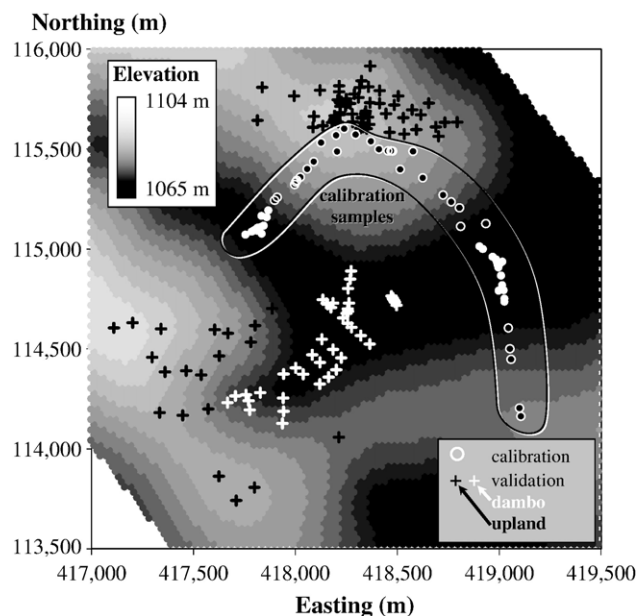 Northing (m)
116,000
Elevation
1104 m
1065 m
115,500
calibration
samples
115,000
114,500
114,000
calibration
validation
dambo
upland
113,500
417,000 417,500 418,000 418,500 419,000 419,500
Easting (m)